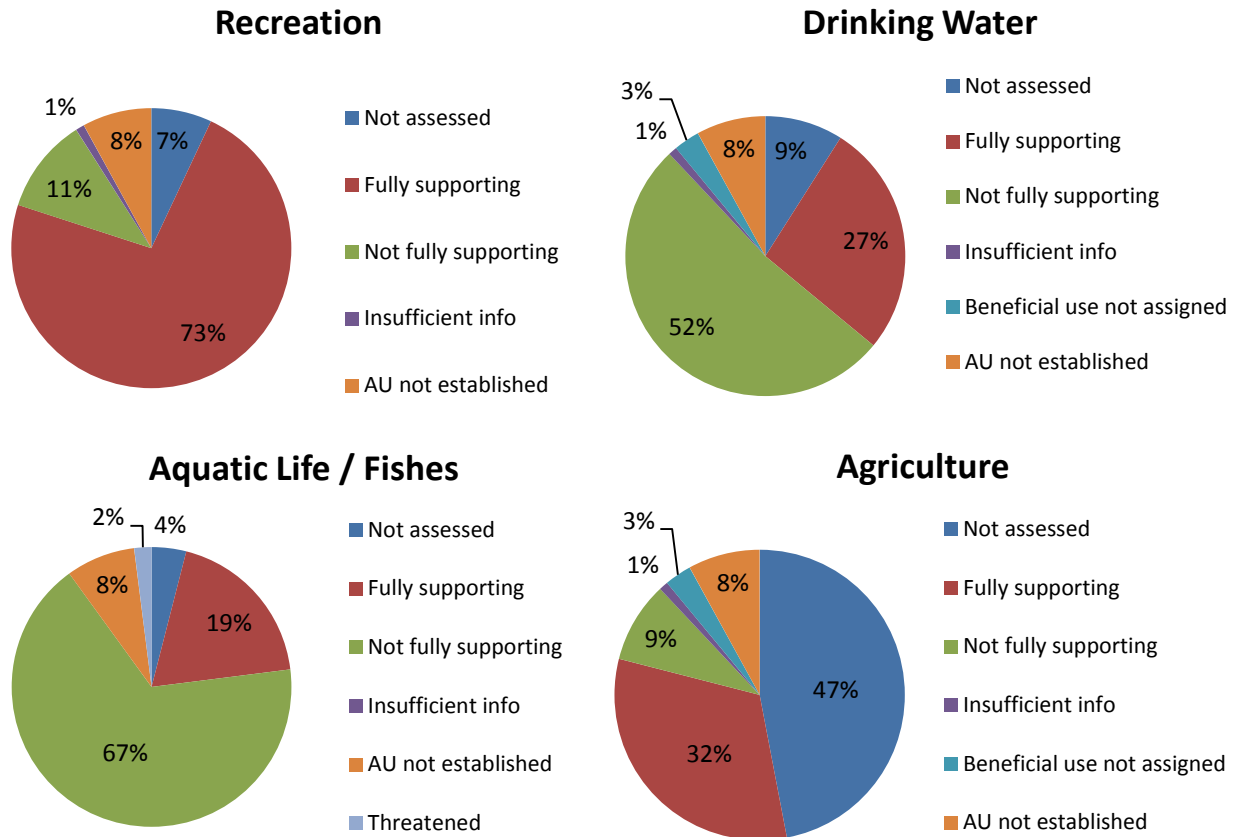 Recreation
1%
8%
7%
11%
73%
Not assessed
Fully supporting
Not fully supporting
Insufficient info
AU not established
Drinking Water
3%
1%
8%
9%
27%
52%
Not assessed
Fully supporting
Not fully supporting
Insufficient info
Beneficial use not assigned
AU not established
Aquatic Life / Fishes
2%
4%
8%
19%
67%
Not assessed
Fully supporting
Not fully supporting
Insufficient info
AU not established
Threatened
Agriculture
3%
1%
8%
9%
47%
32%
Not assessed
Fully supporting
Not fully supporting
Insufficient info
Beneficial use not assigned
AU not established